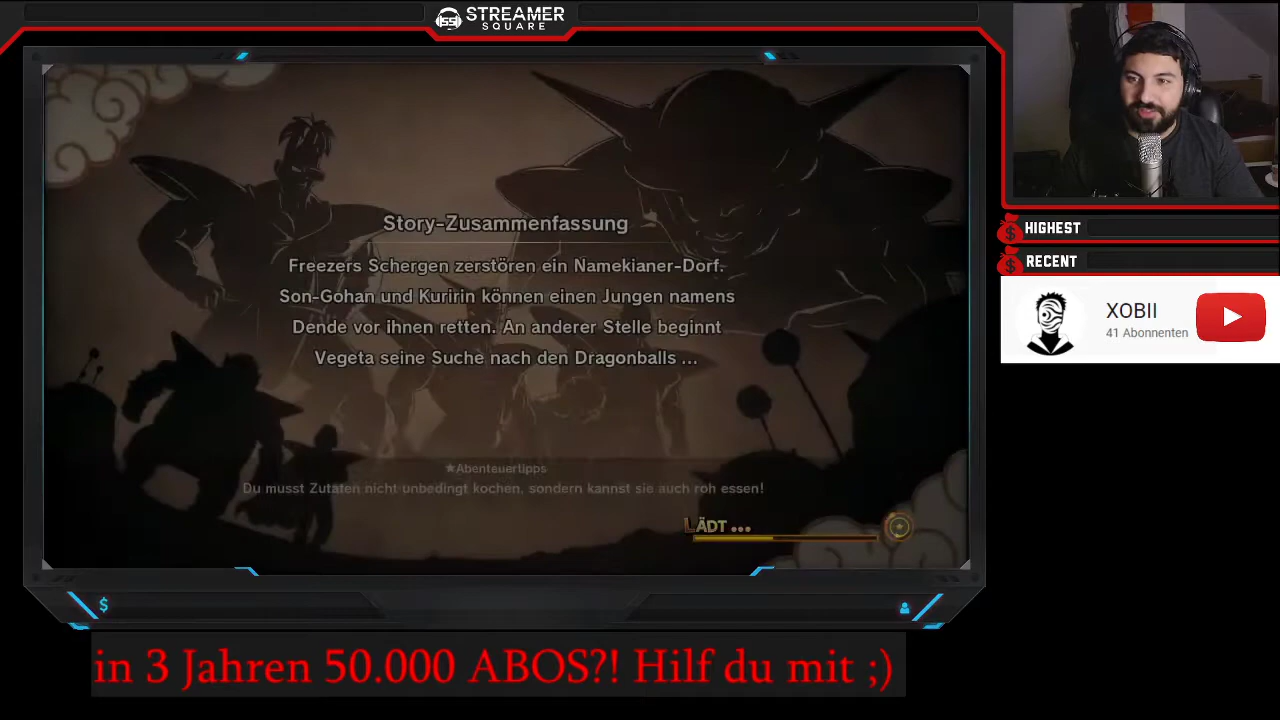 STREAMER
SQUARE
SS
Story-Zusammenfassung
Freezers Schergen zerstören ein Namekianer-Dorf.
Son-Gohan und Kuririn können einen Jungen namens
Dende vor ihnen retten. An anderer Stelle beginnt
Vegeta seine Suche nach den Dragonballs ...
★Abenteuertipps
Du musst Zutaten nicht unbedingt kochen, sondern kannst sie auch roh essen!
LÄDT ...
$ HIGHEST
$ RECENT
XOBII
41 Abonnenten
$
in 3 Jahren 50.000 ABOS?! Hilf du mit ;)